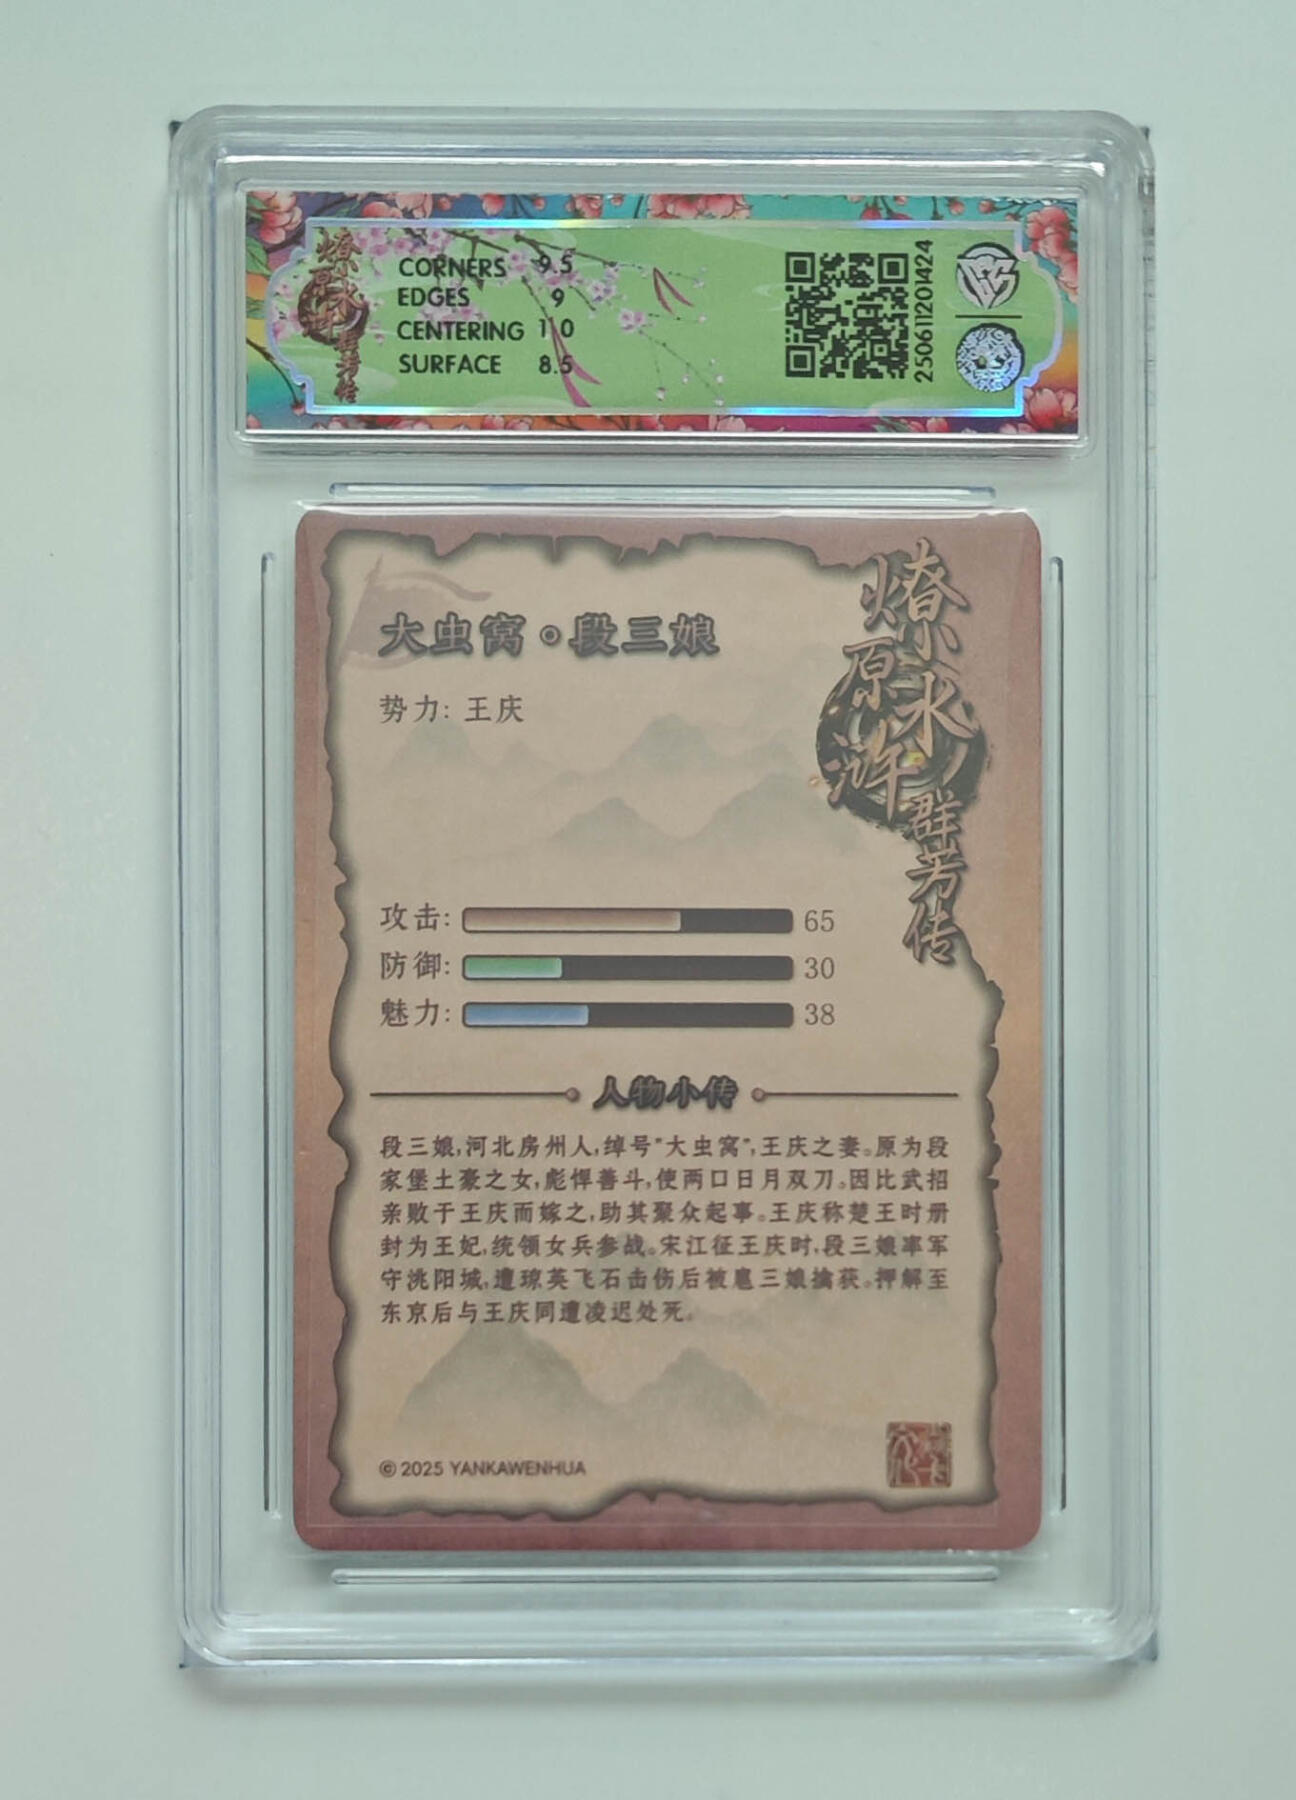 燎原水浒群芳传
CORNERS 9.5
EDGES 9
CENTERING 10
SURFACE 8.5
250611201424
燎原水浒群芳传
大虫窝。段三娘
势力: 王庆
攻击: 65
防御: 30
魅力: 38
人物小传
段三娘,河北房州人,绰号"大虫窝",王庆之妻。原为段
家堡土豪之女,彪悍善斗,使两口日月双刀。因比武招
亲败于王庆而嫁之,助其聚众起事。王庆称楚王时册
封为王妃,统领女兵参战。宋江征王庆时,段三娘率军
守洮阳城,遭琼英飞石击伤后被扈三娘擒获。押解至
东京后与王庆同遭凌迟处死。
© 2025 YANKAWENHUA